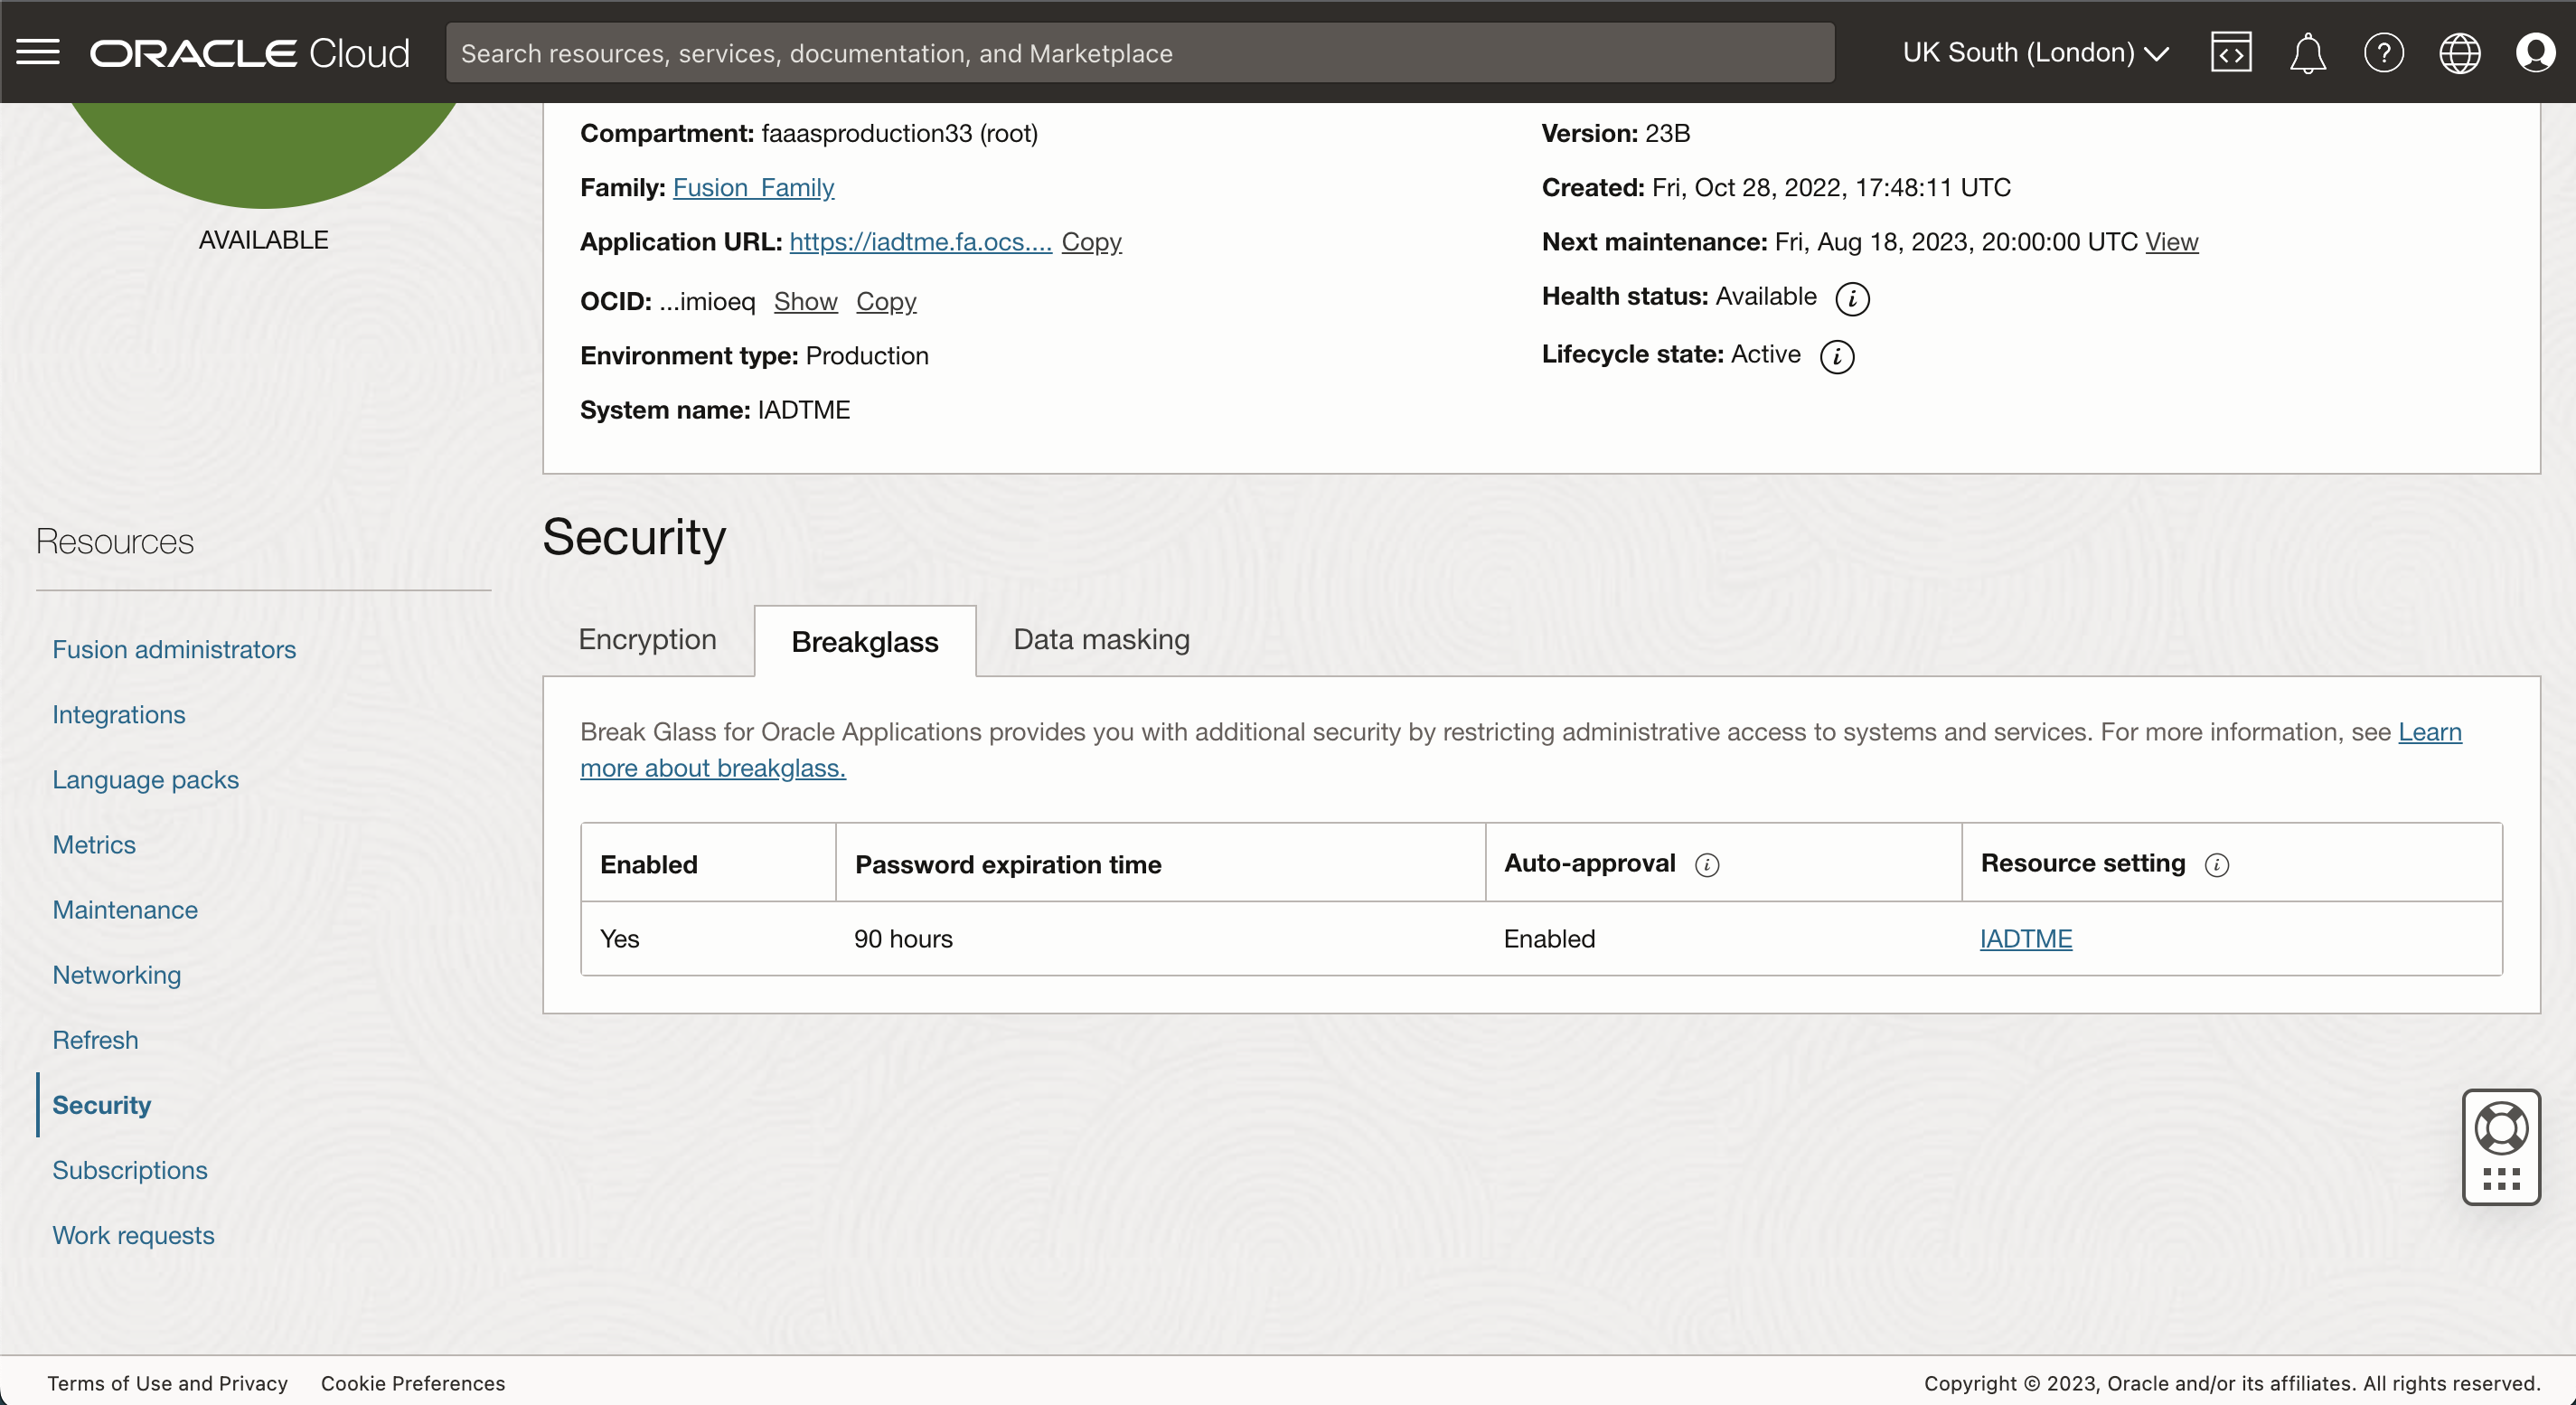 ORACLE Cloud
Search resources, services, documentation, and Marketplace
UK South (London)
AVAILABLE
Compartment: faaasproduction33 (root)
Family: Fusion_Family
Application URL: https://iadtme.fa.ocs.... Copy
OCID: ...imioeq Show Copy
Environment type: Production
System name: IADTME
Version: 23B
Created: Fri, Oct 28, 2022, 17:48:11 UTC
Next maintenance: Fri, Aug 18, 2023, 20:00:00 UTC View
Health status: Available i
Lifecycle state: Active i
Resources
Fusion administrators
Integrations
Language packs
Metrics
Maintenance
Networking
Refresh
Security
Subscriptions
Work requests
Security
Encryption
Breakglass
Data masking
Break Glass for Oracle Applications provides you with additional security by restricting administrative access to systems and services. For more information, see Learn
more about breakglass.
Enabled Password expiration time Auto-approval i Resource setting i
Yes 90 hours Enabled IADTME
Terms of Use and Privacy Cookie Preferences
Copyright © 2023, Oracle and/or its affiliates. All rights reserved.